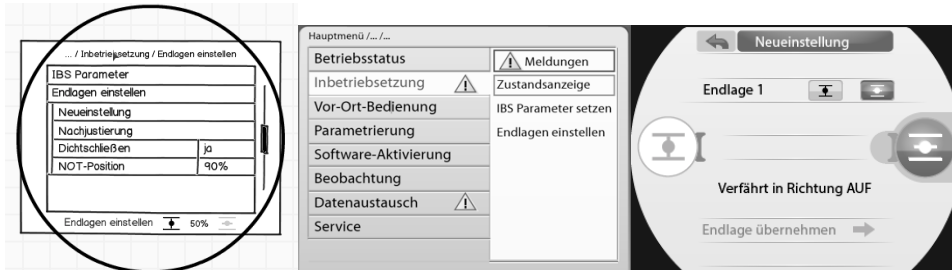 ... / Inbetriebsetzung / Endlagen einstellen
IBS Parameter
Endlagen einstellen
Neueinstellung
Nachjustierung
Dichtschließen ja
NOT-Position 90%
Endlagen einstellen 50%
Hauptmenü /... /...
Betriebsstatus
Inbetriebsetzung
Vor-Ort-Bedienung
Parametrierung
Software-Aktivierung
Beobachtung
Datenaustausch
Service
Meldungen
Zustandsanzeige
IBS Parameter setzen
Endlagen einstellen
Neueinstellung
Endlage 1
Verfährt in Richtung AUF
Endlage übernehmen